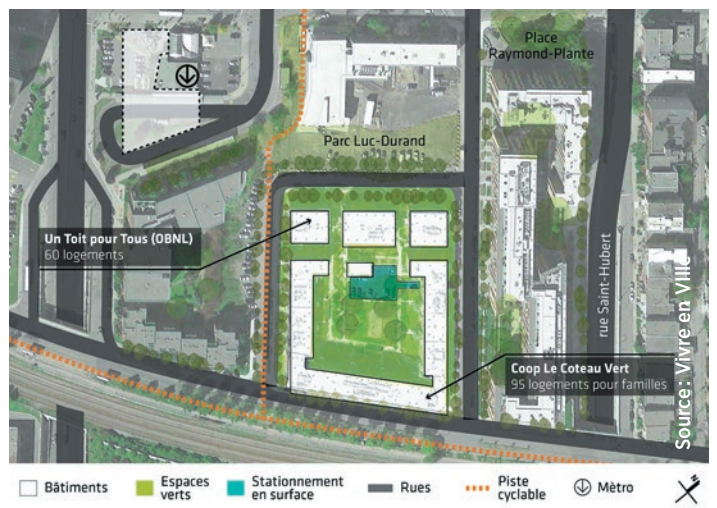 Place
Raymond-Plante
Parc Luc-Durand
Un Toit pour Tous (OBNL)
60 logements
rue Saint-Hubert
Coop Le Coteau Vert
95 logements pour familles
Source: Vivre en Ville
Bâtiments
Espaces
verts
Stationnement
en surface
Rues
Piste
cyclable
Mètro